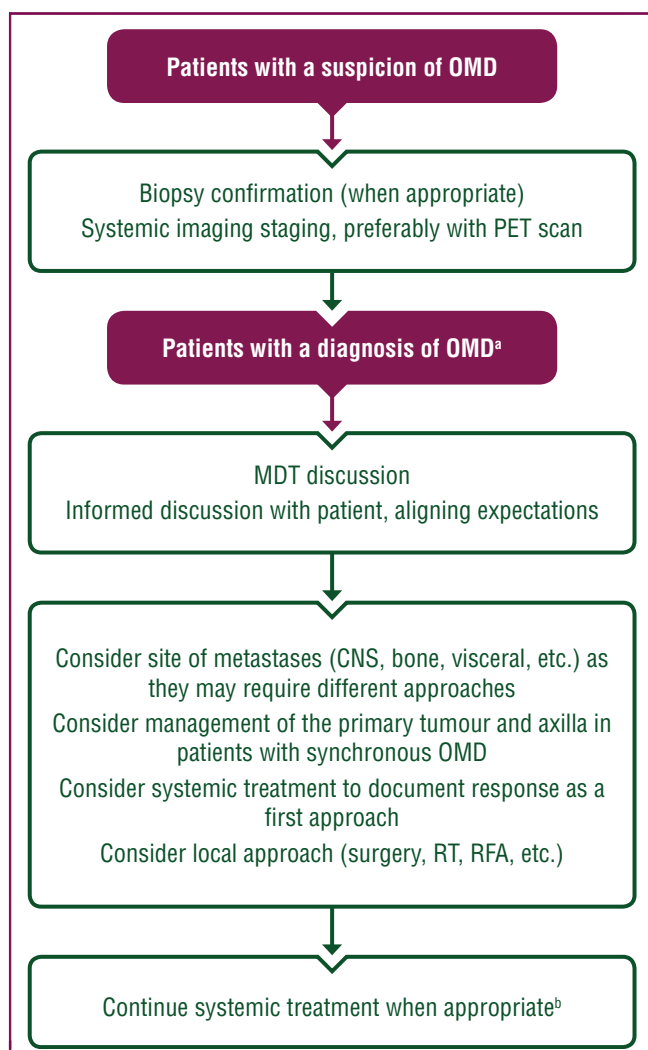 Patients with a suspicion of OMD
Biopsy confirmation (when appropriate)
Systemic imaging staging, preferably with PET scan
Patients with a diagnosis of OMDᵃ
MDT discussion
Informed discussion with patient, aligning expectations
Consider site of metastases (CNS, bone, visceral, etc.) as
they may require different approaches
Consider management of the primary tumour and axilla in
patients with synchronous OMD
Consider systemic treatment to document response as a
first approach
Consider local approach (surgery, RT, RFA, etc.)
Continue systemic treatment when appropriateᵇ